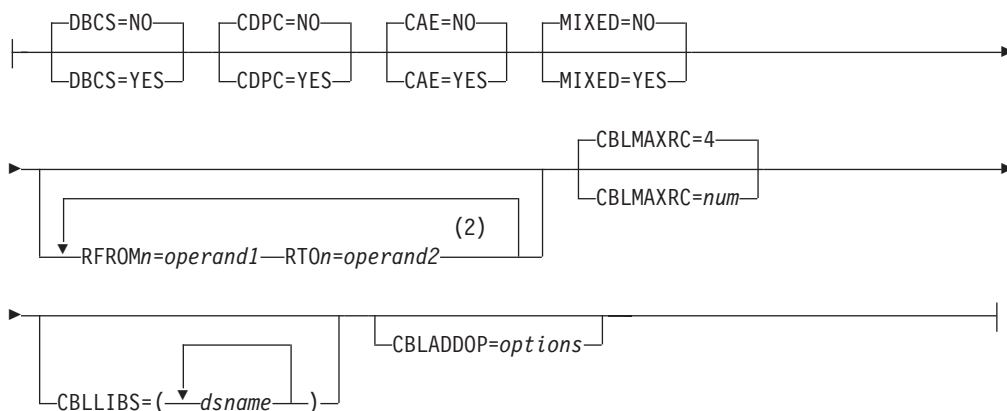 DBCS=NO CDPC=NO CAE=NO MIXED=NO
DBCS=YES CDPC=YES CAE=YES MIXED=YES
CBLMAXRC=4
CBLMAXRC=num
(2)
RFROMn=operand1 RTOn=operand2
CBLADDOP=options
CBLLIBS=( dsname )